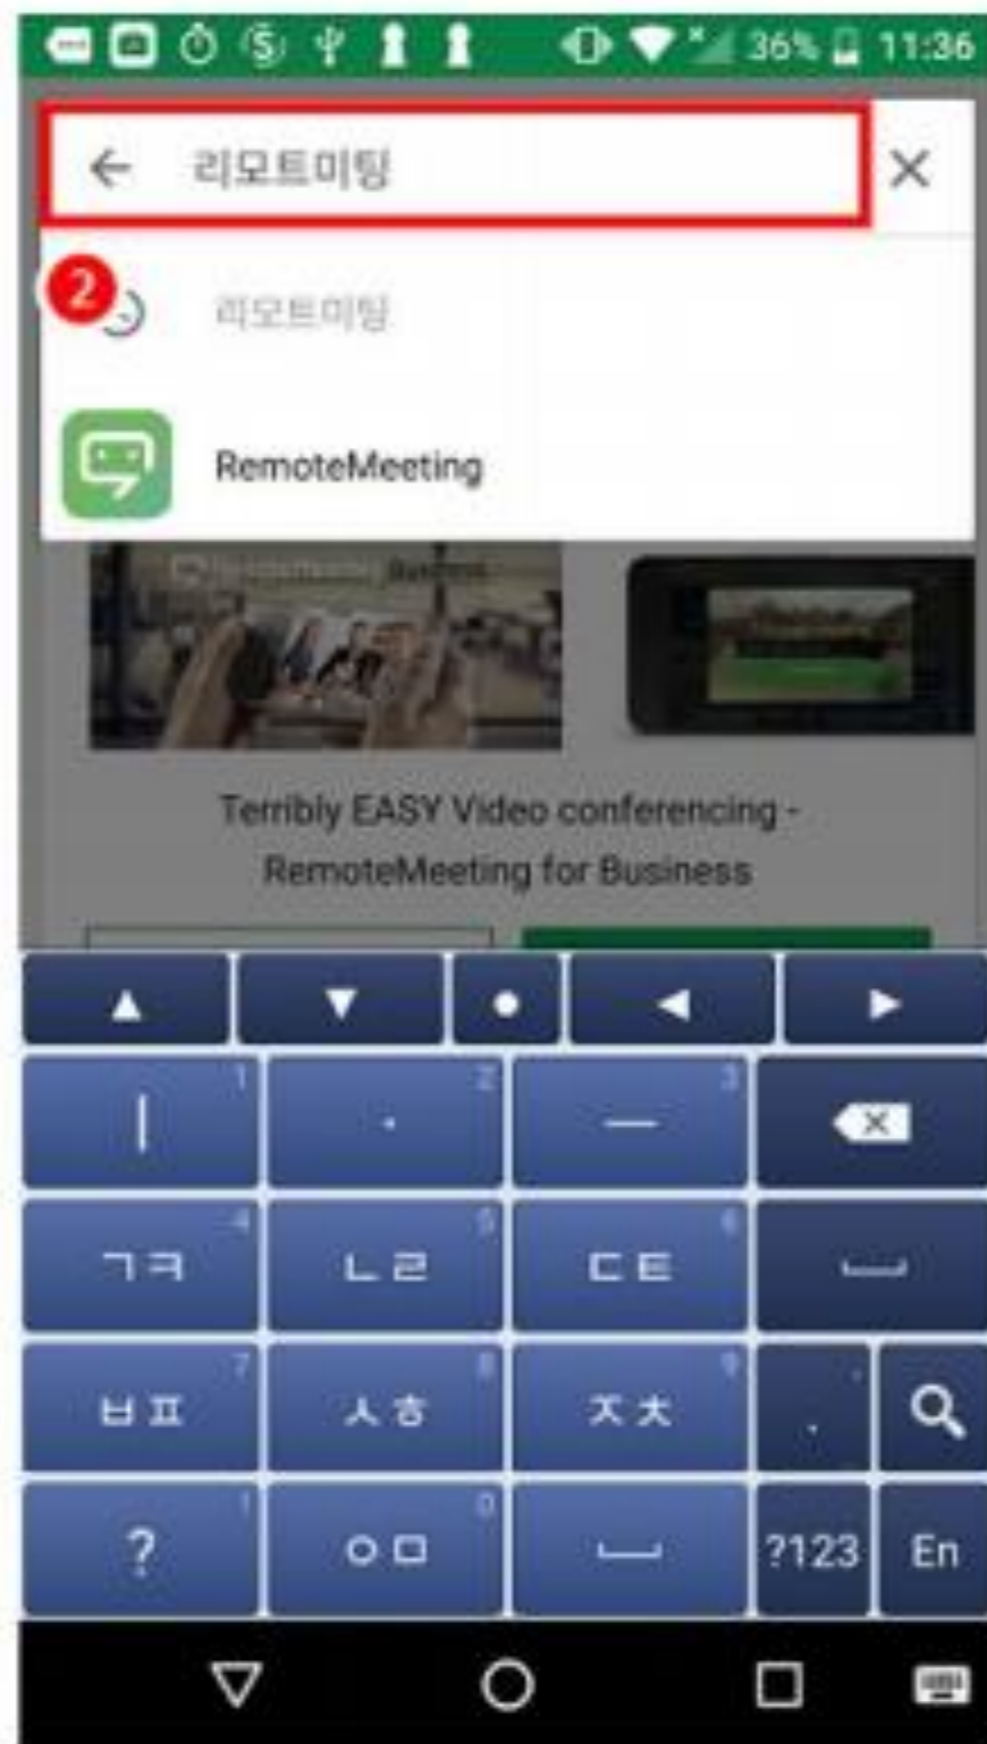 36% 11:36
리모트미팅
2
리모트미팅
RemoteMeeting
Business
Terribly EASY Video conferencing -
RemoteMeeting for Business
1 2 3
ㅣ · ㅡ
4 5 6
ㄱㅋ ㄴㄹ ㄷㅌ
7 8 9
ㅂㅍ ㅅㅎ ㅈㅊ .
! 0
? ㅇㅁ ?123 En